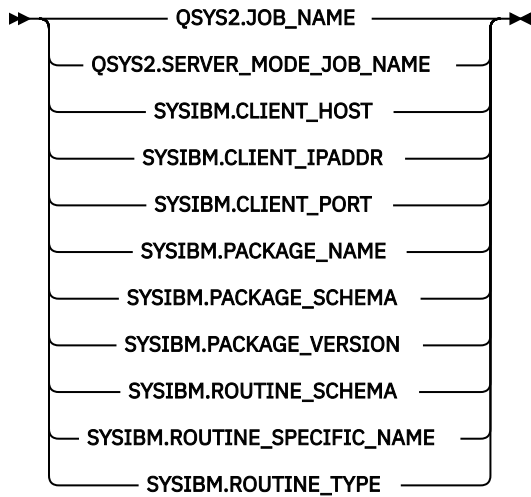 QSYS2.JOB_NAME
QSYS2.SERVER_MODE_JOB_NAME
SYSIBM.CLIENT_HOST
SYSIBM.CLIENT_IPADDR
SYSIBM.CLIENT_PORT
SYSIBM.PACKAGE_NAME
SYSIBM.PACKAGE_SCHEMA
SYSIBM.PACKAGE_VERSION
SYSIBM.ROUTINE_SCHEMA
SYSIBM.ROUTINE_SPECIFIC_NAME
SYSIBM.ROUTINE_TYPE